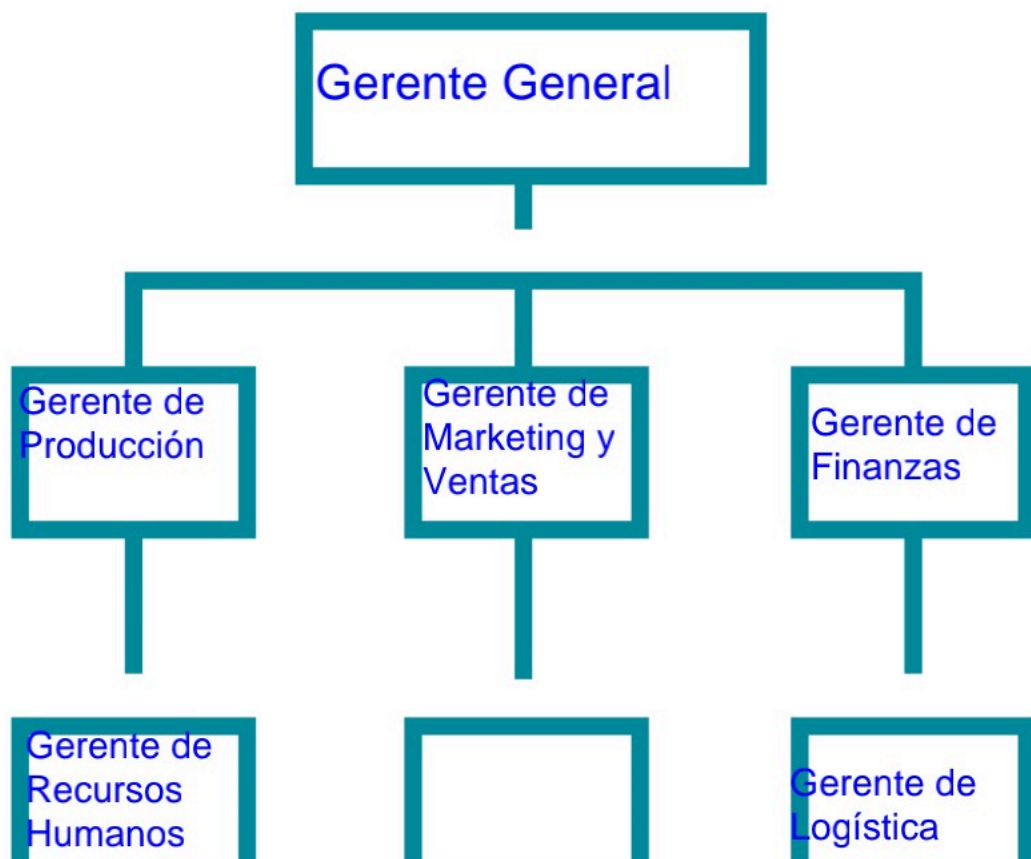 Gerente General
Gerente de
Producción
Gerente de
Marketing y
Ventas
Gerente de
Finanzas
Gerente de
Recursos
Humanos
Gerente de
Logística